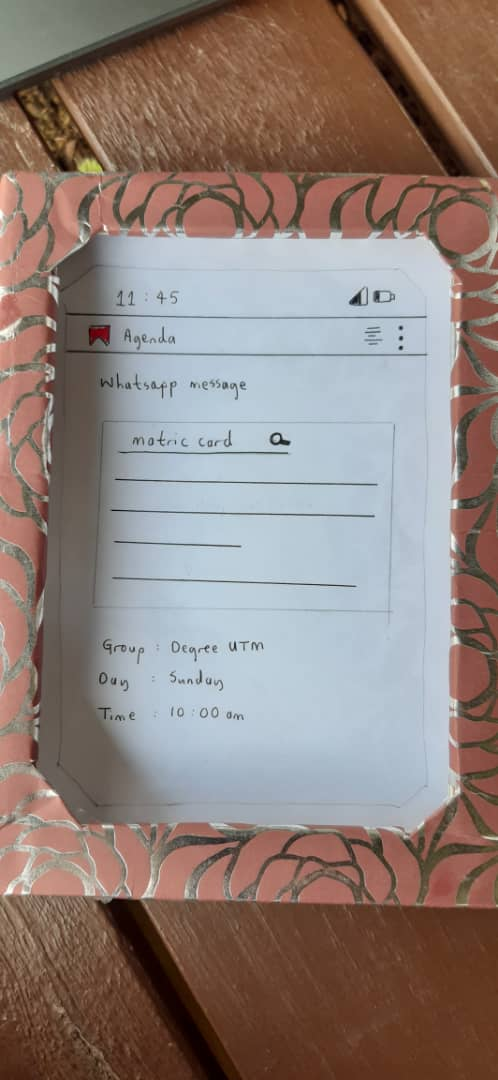 11 : 45
Agenda
Whatsapp message
matric card
Group : Degree UTM
Day : Sunday
Time : 10:00 am